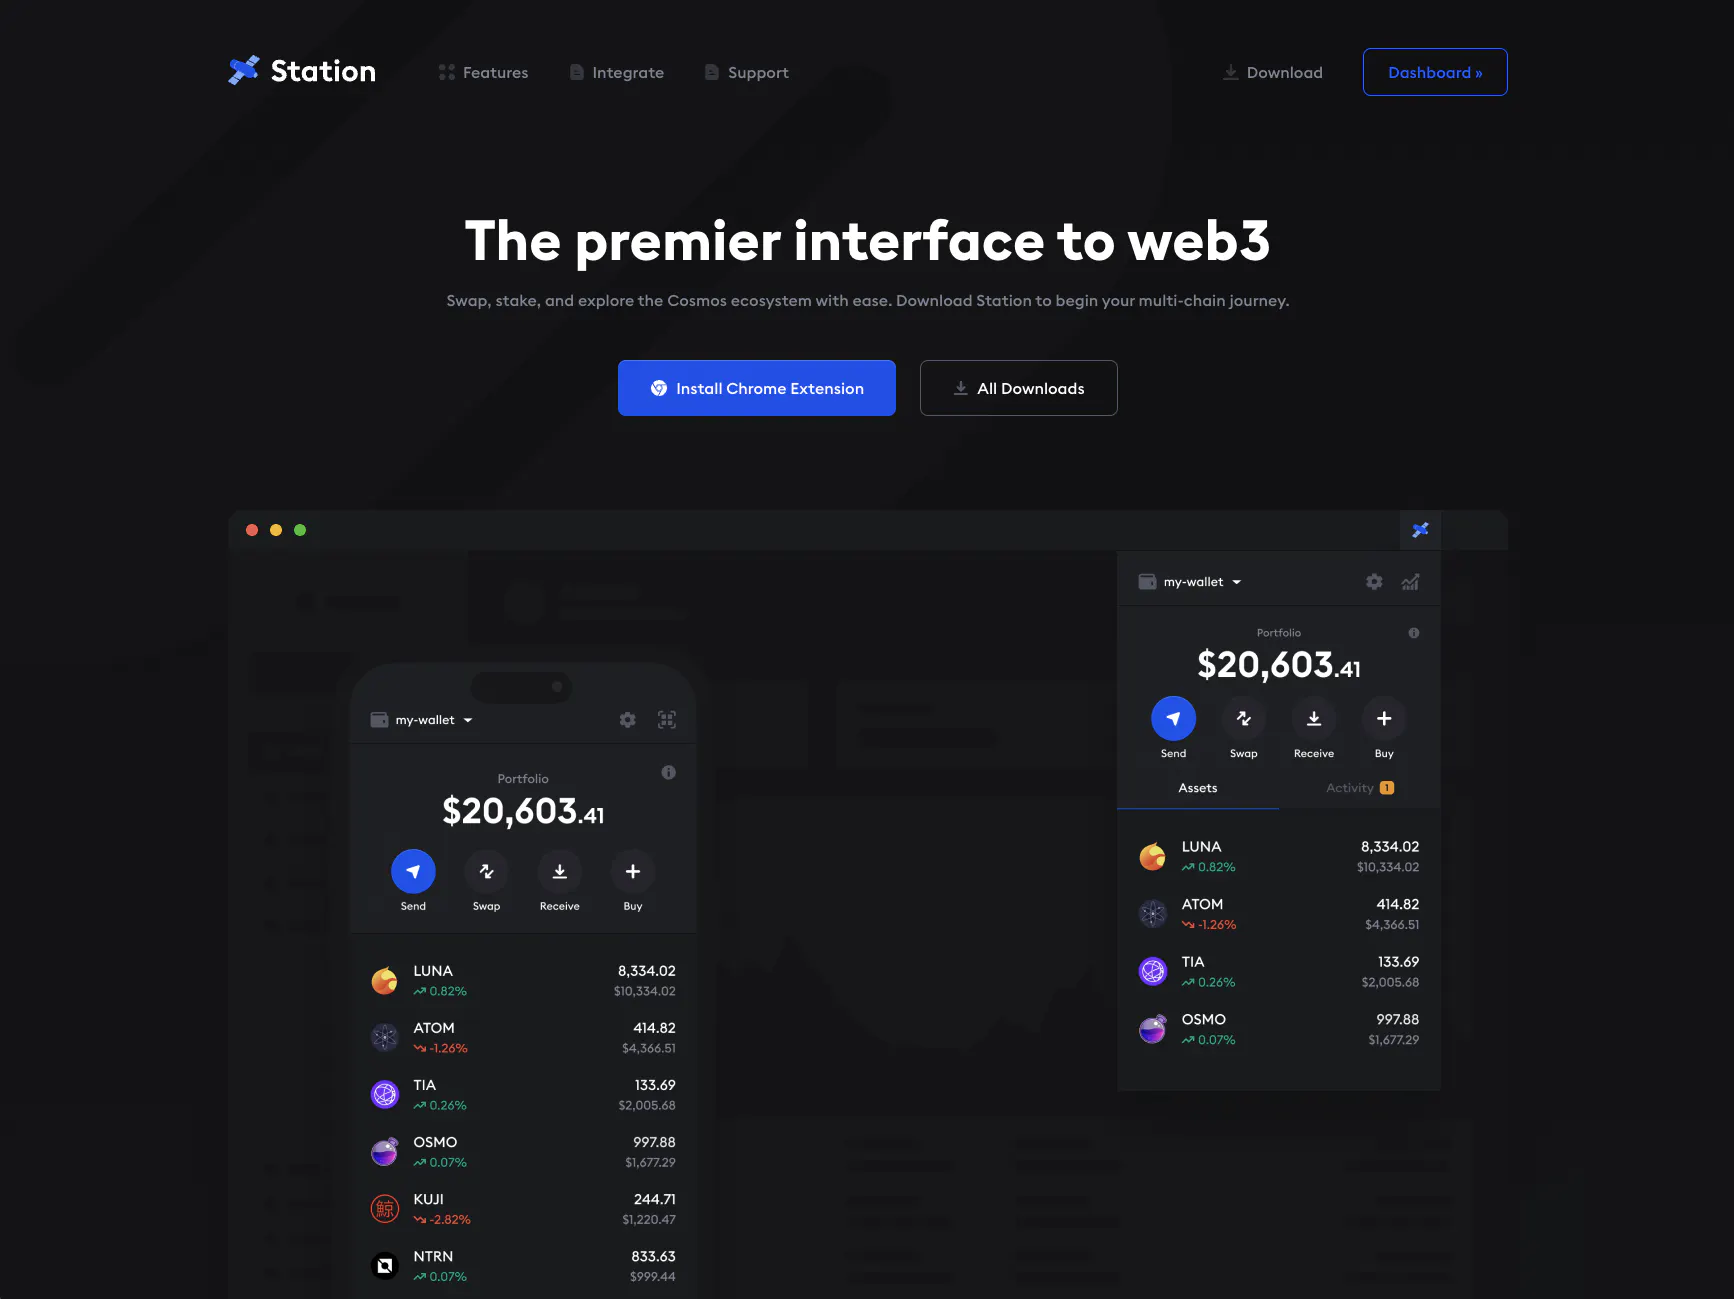 Station
Features
Integrate
Support
Download
Dashboard »
The premier interface to web3
Swap, stake, and explore the Cosmos ecosystem with ease. Download Station to begin your multi-chain journey.
Install Chrome Extension
All Downloads
my-wallet
Portfolio
$20,603.41
Send
Swap
Receive
Buy
LUNA
8,334.02
0.82%
$10,334.02
ATOM
414.82
-1.26%
$4,366.51
TIA
133.69
0.26%
$2,005.68
OSMO
997.88
0.07%
$1,677.29
KUJI
244.71
鯨
-2.82%
$1,220.47
NTRN
833.63
0.07%
$999.44
my-wallet
Portfolio
$20,603.41
Send
Swap
Receive
Buy
Assets
Activity 1
LUNA
8,334.02
0.82%
$10,334.02
ATOM
414.82
-1.26%
$4,366.51
TIA
133.69
0.26%
$2,005.68
OSMO
997.88
0.07%
$1,677.29